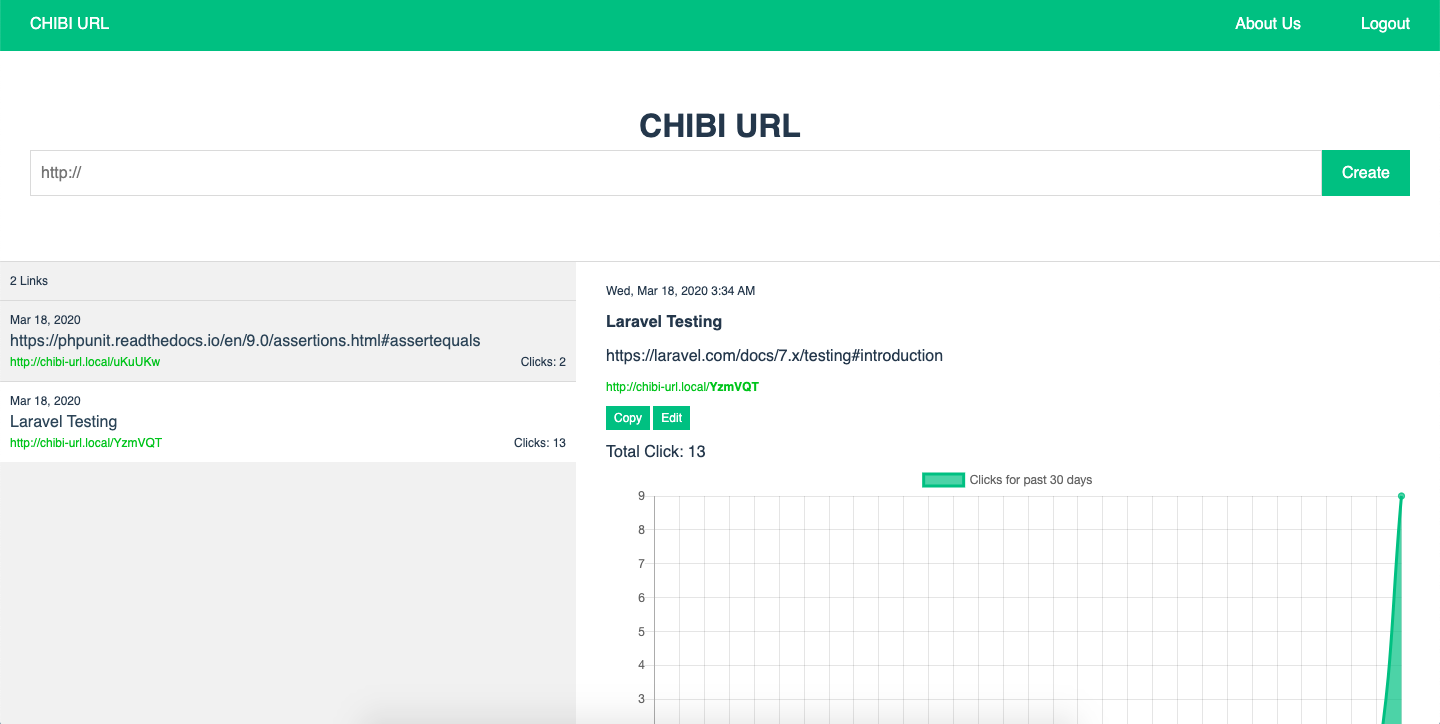 CHIBI URL
About Us
Logout
CHIBI URL
http://
Create
2 Links
Mar 18, 2020
https://phpunit.readthedocs.io/en/9.0/assertions.html#assertequals
http://chibi-url.local/uKuUKw
Clicks: 2
Mar 18, 2020
Laravel Testing
http://chibi-url.local/YzmVQT
Clicks: 13
Wed, Mar 18, 2020 3:34 AM
Laravel Testing
https://laravel.com/docs/7.x/testing#introduction
http://chibi-url.local/YzmVQT
Copy
Edit
Total Click: 13
Clicks for past 30 days
9
8
7
6
5
4
3